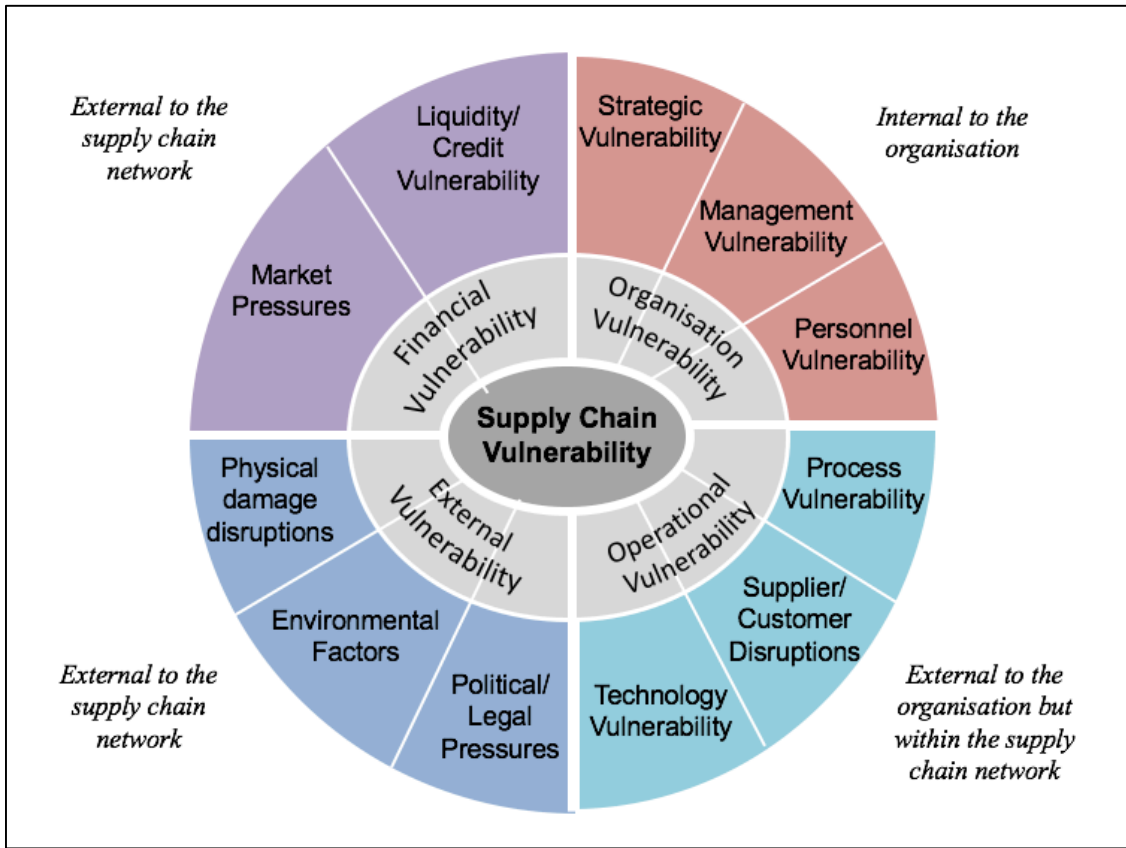 External to the
supply chain
network
Liquidity/
Credit
Vulnerability
Strategic
Vulnerability
Internal to the
organisation
Management
Vulnerability
Market
Pressures
Financial
Vulnerability
Organisation
Vulnerability
Personnel
Vulnerability
Supply Chain
Vulnerability
Physical
damage
disruptions
External
Vulnerability
Operational
Vulnerability
Process
Vulnerability
Environmental
Factors
Supplier/
Customer
Disruptions
External to the
supply chain
network
Political/
Legal
Pressures
Technology
Vulnerability
External to the
organisation but
within the supply
chain network